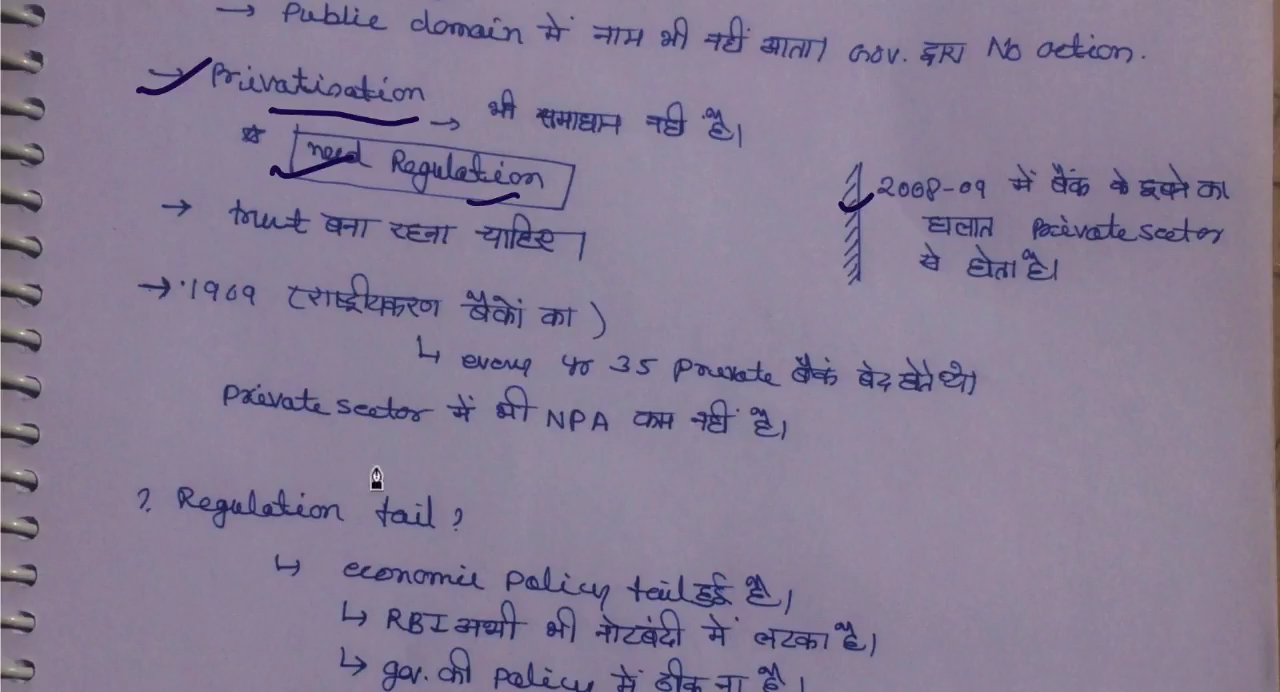 → Public domain में नाम भी नहीं आता। Gov. द्वारा No action.
→ Privatisation → भी समाधान नही है।
* need Regulation
→ trust बना रहना चाहिए।
2008-09 में बैंक के डूबने का
हालात Private sector
से होता है।
→ 1969 (राष्ट्रीयकरण बैंकों का)
↳ every yr 35 Private बैंक बंद होते थे।
Private sector में भी NPA कम नहीं है।
? Regulation fail?
↳ economic policy fail हुई है।
↳ RBI अभी भी नोटबंदी में लटका है।
↳ gov. की policy में ठीक ना है।